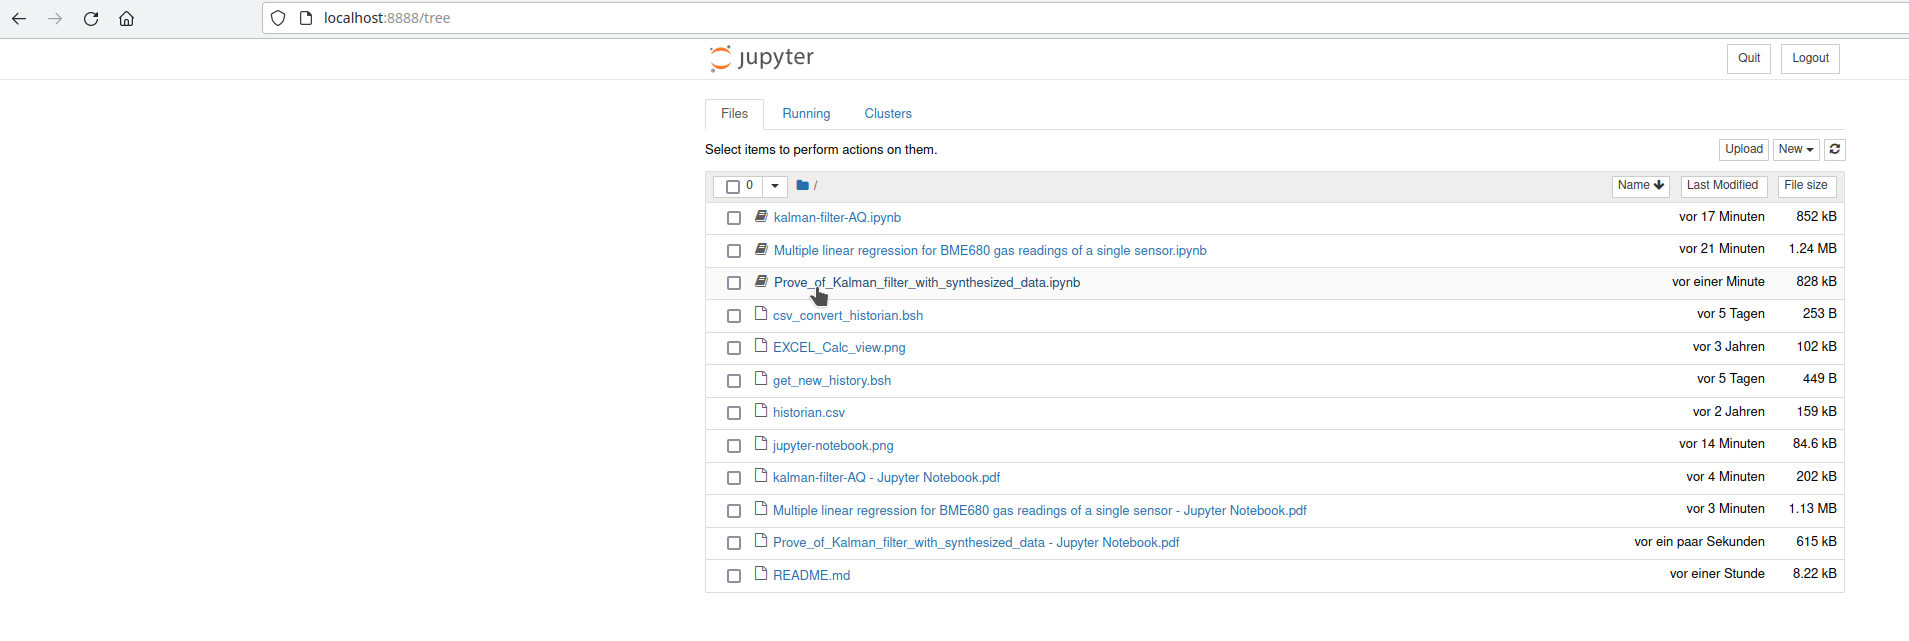 localhost:8888/tree
jupyter
Quit Logout
Files Running Clusters
Select items to perform actions on them.
Upload New
0 / Name Last Modified File size
kalman-filter-AQ.ipynb vor 17 Minuten 852 kB
Multiple linear regression for BME680 gas readings of a single sensor.ipynb vor 21 Minuten 1.24 MB
Prove_of_Kalman_filter_with_synthesized_data.ipynb vor einer Minute 828 kB
csv_convert_historian.bsh vor 5 Tagen 253 B
EXCEL_Calc_view.png vor 3 Jahren 102 kB
get_new_history.bsh vor 5 Tagen 449 B
historian.csv vor 2 Jahren 159 kB
jupyter-notebook.png vor 14 Minuten 84.6 kB
kalman-filter-AQ - Jupyter Notebook.pdf vor 4 Minuten 202 kB
Multiple linear regression for BME680 gas readings of a single sensor - Jupyter Notebook.pdf vor 3 Minuten 1.13 MB
Prove_of_Kalman_filter_with_synthesized_data - Jupyter Notebook.pdf vor ein paar Sekunden 615 kB
README.md vor einer Stunde 8.22 kB